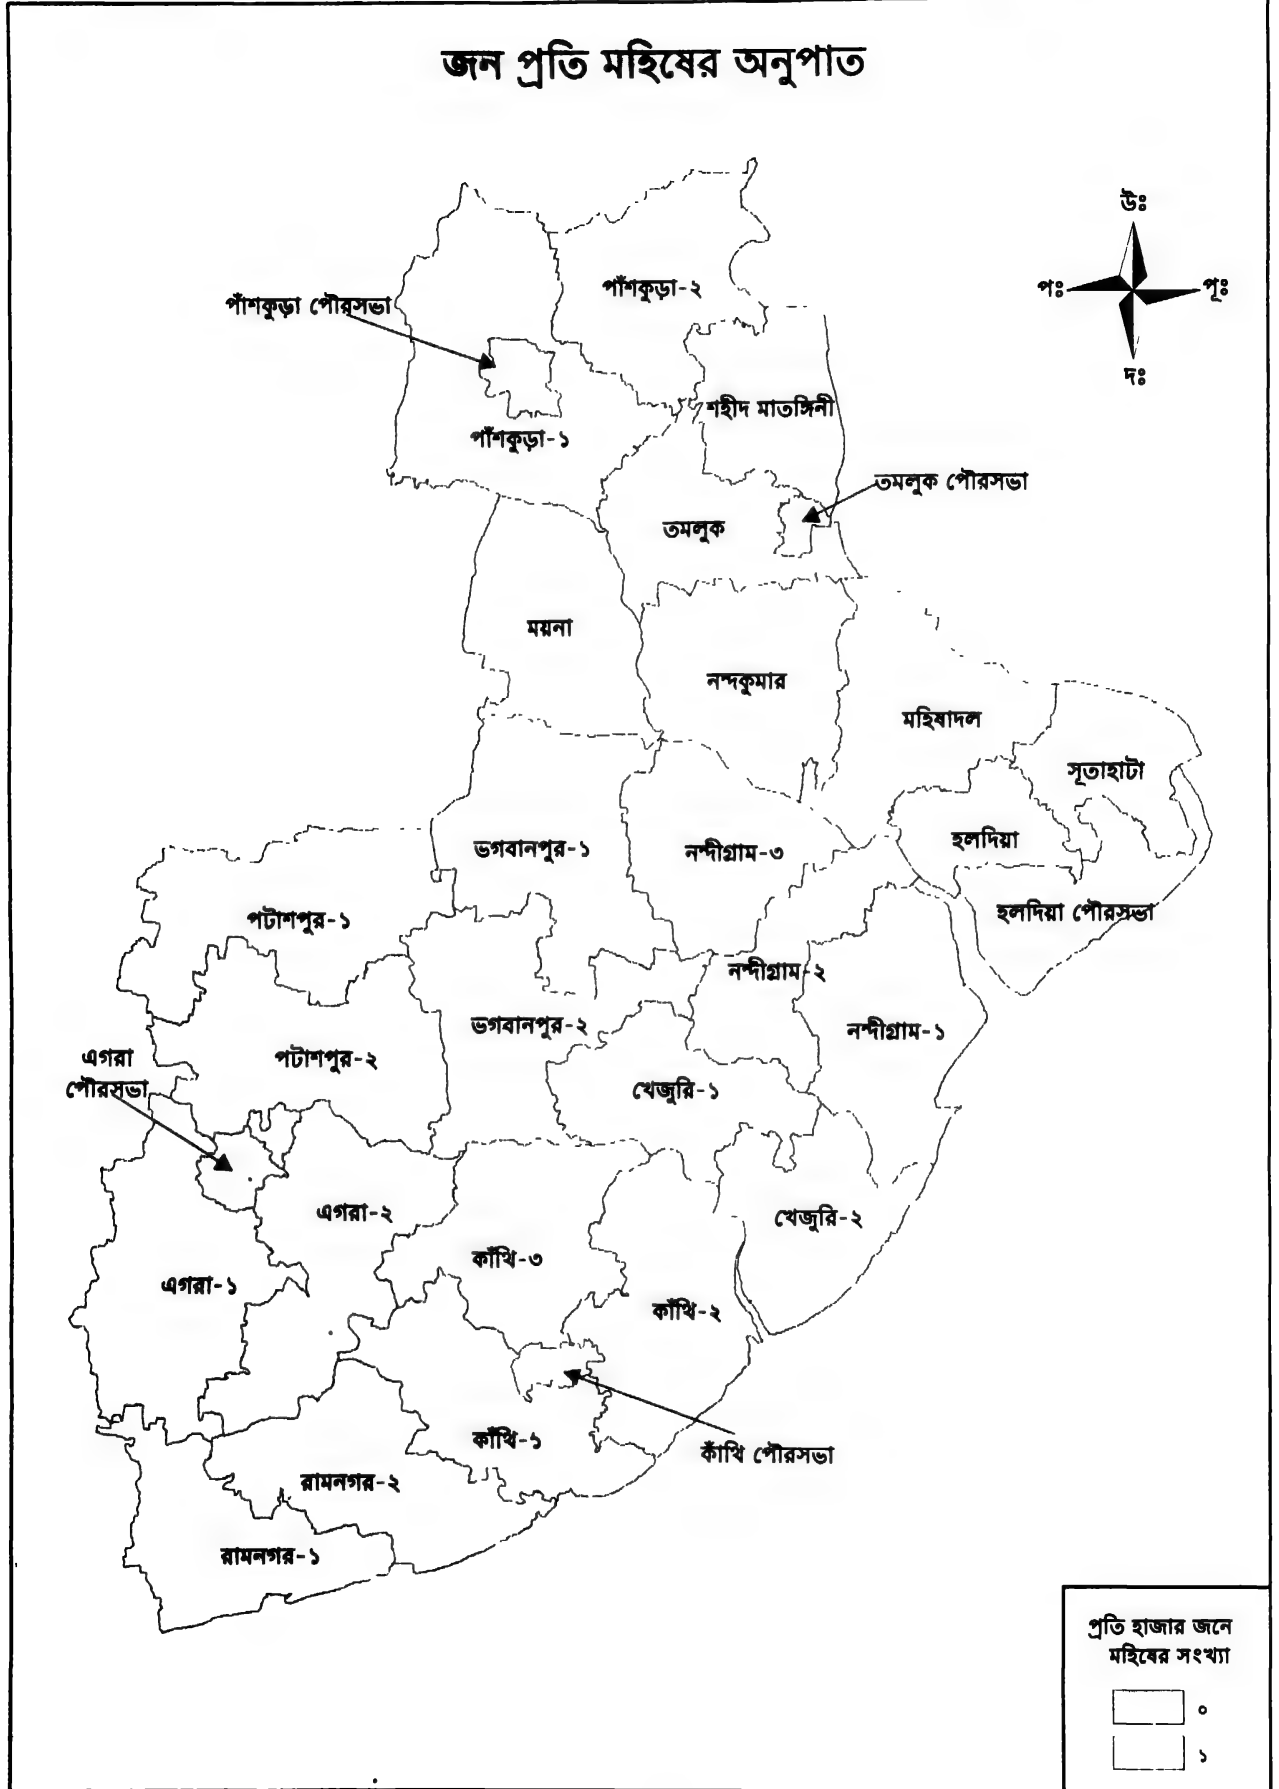 জন প্রতি মহিষের অনুপাত
উঃ
পঃ
পূঃ
দঃ
পাঁশকুড়া-২
পাঁশকুড়া পৌরসভা
শহীদ মাতঙ্গিনী
পাঁশকুড়া-১
তমলুক পৌরসভা
তমলুক
ময়না
নন্দকুমার
মহিষাদল
সূতাহাটা
হলদিয়া
ভগবানপুর-১
নন্দীগ্রাম-৩
হলদিয়া পৌরসভা
পটাশপুর-১
নন্দীগ্রাম-২
ভগবানপুর-২
নন্দীগ্রাম-১
এগরা
পৌরসভা
পটাশপুর-২
খেজুরি-১
এগরা-২
খেজুরি-২
কাঁথি-৩
এগরা-১
কাঁথি-২
কাঁথি-১
কাঁথি পৌরসভা
রামনগর-২
রামনগর-১
প্রতি হাজার জনে
মহিষের সংখ্যা
০
১